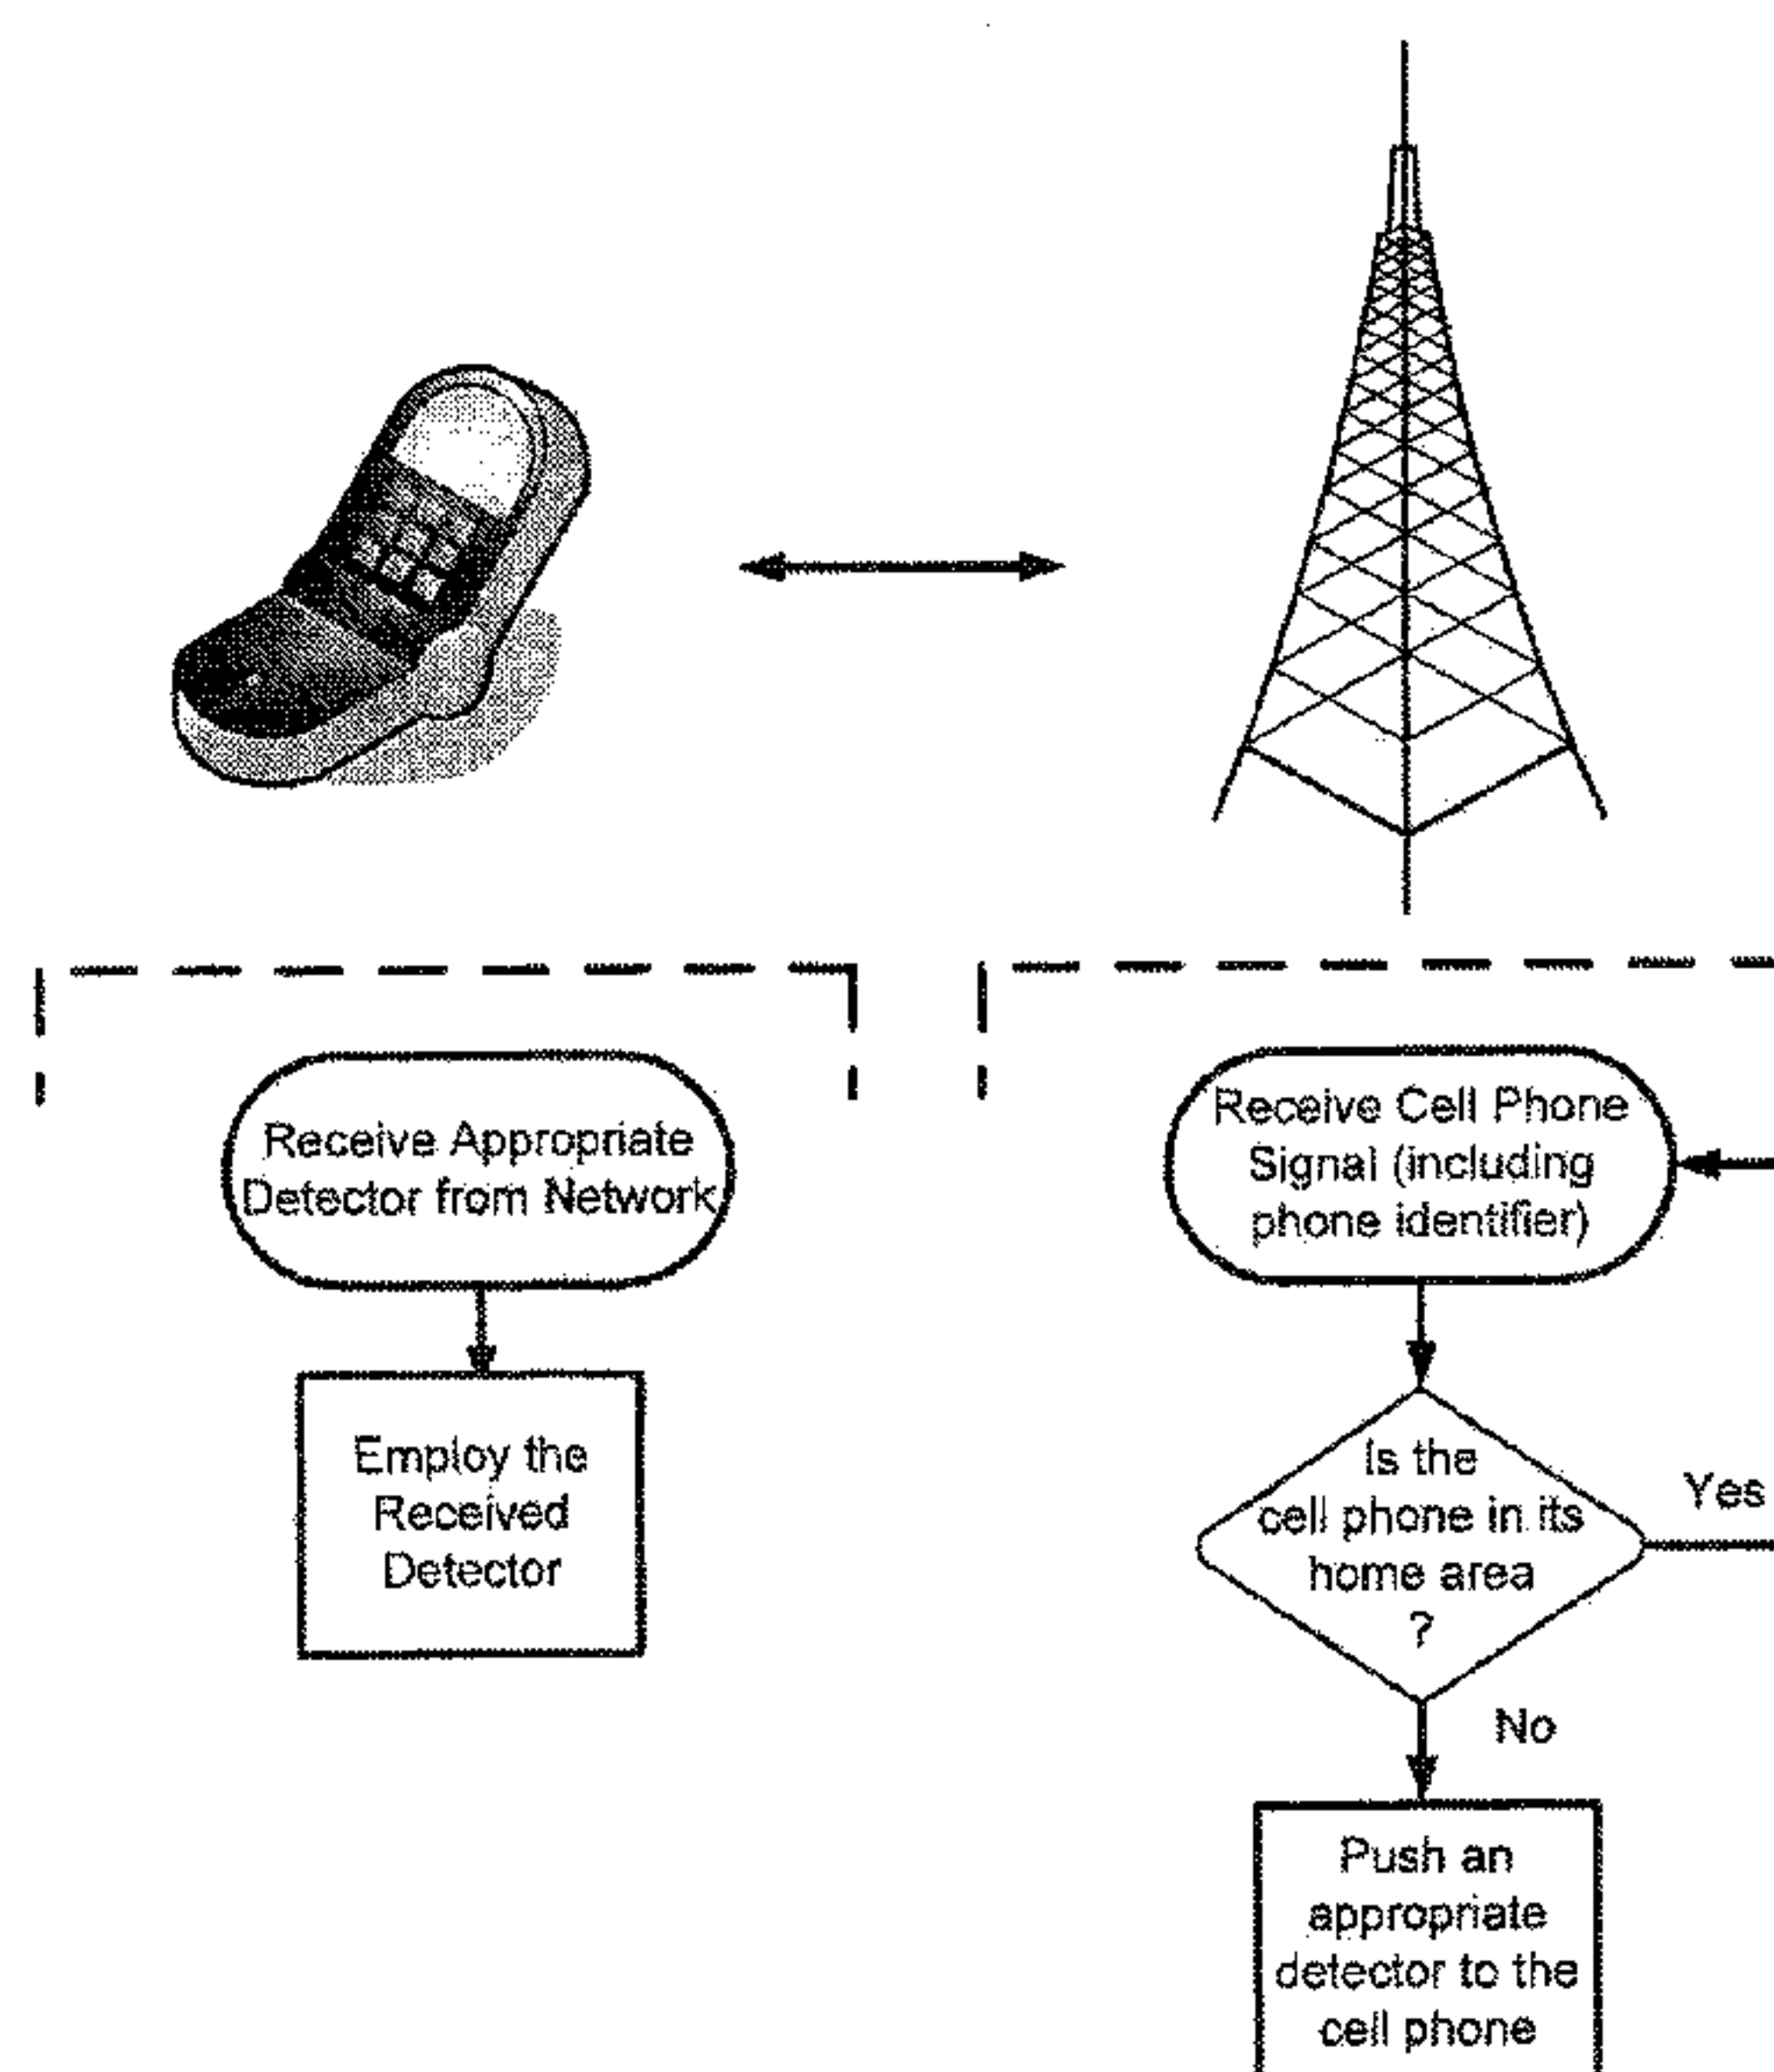 Receive Appropriate
Detector from Network
Employ the
Received
Detector
Receive Cell Phone
Signal (including
phone identifier)
Is the
cell phone in its
home area
?
Yes
No
Push an
appropriate
detector to the
cell phone